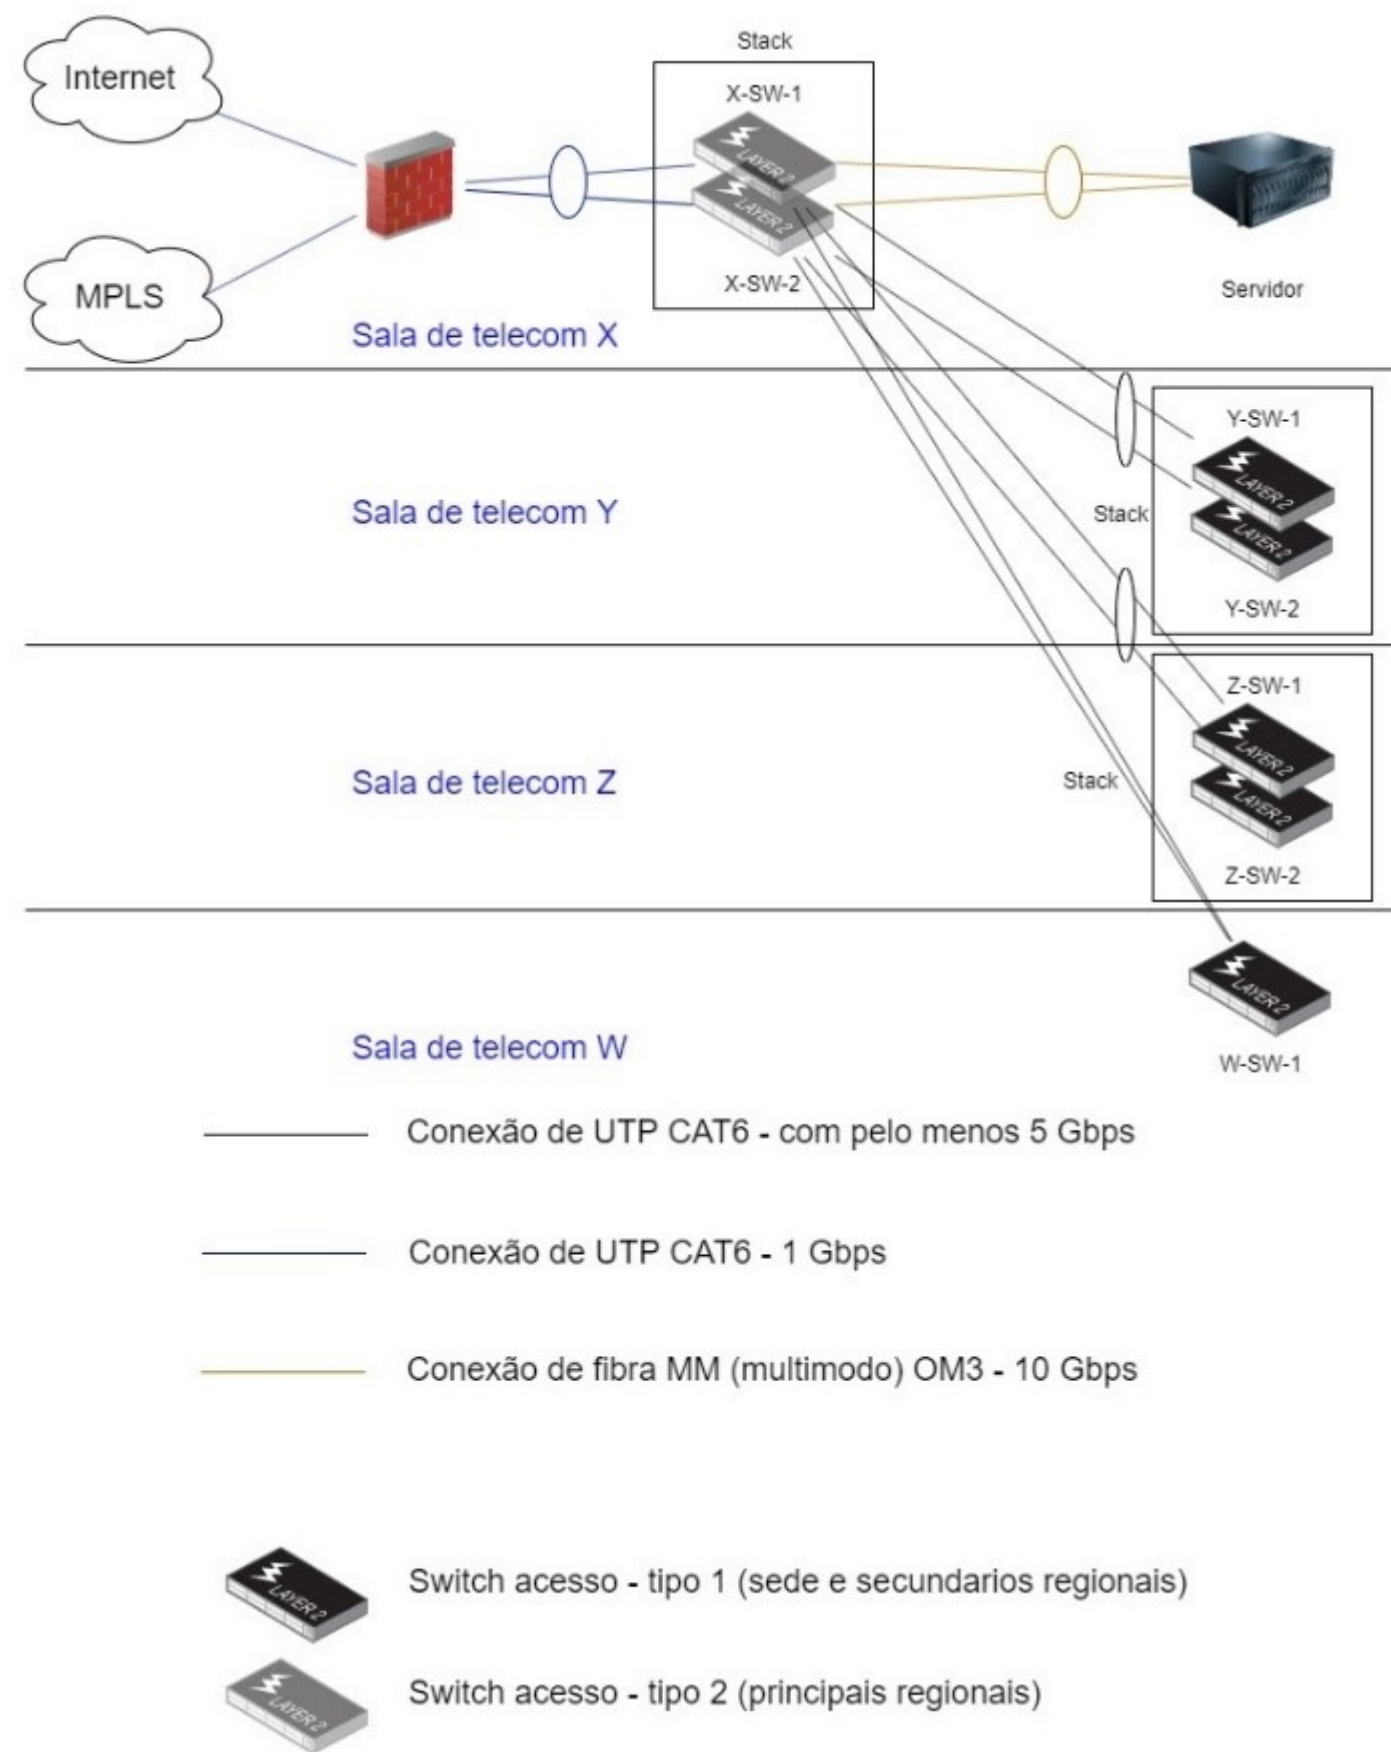 Stack
Internet
X-SW-1
LAYER 2
LAYER 2
MPLS
X-SW-2
Servidor
Sala de telecom X
Y-SW-1
LAYER 2
Sala de telecom Y
Stack
LAYER 2
Y-SW-2
Z-SW-1
LAYER 2
Sala de telecom Z
Stack
LAYER 2
Z-SW-2
LAYER 2
Sala de telecom W
W-SW-1
Conexão de UTP CAT6 - com pelo menos 5 Gbps
Conexão de UTP CAT6 - 1 Gbps
Conexão de fibra MM (multimodo) OM3 - 10 Gbps
LAYER 2
Switch acesso - tipo 1 (sede e secundarios regionais)
LAYER 2
Switch acesso - tipo 2 (principais regionais)